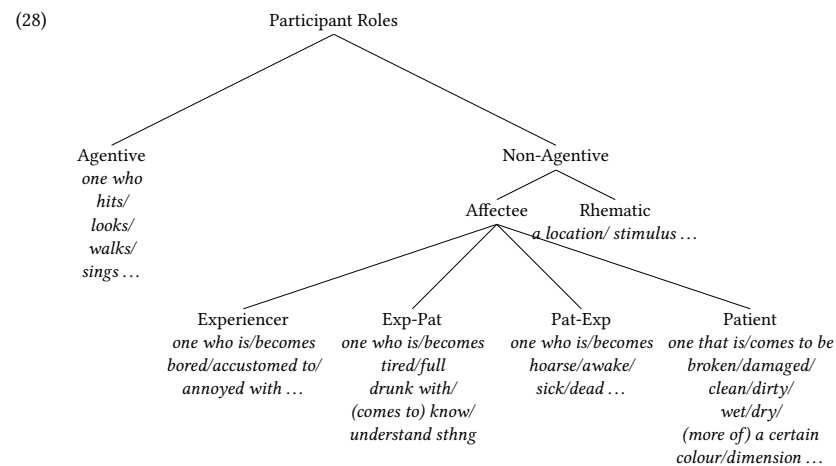 (28) Participant Roles
Agentive
one who
hits/
looks/
walks/
sings …
Non-Agentive
Affectee
Rhematic
a location/ stimulus …
Experiencer
one who is/becomes
bored/accustomed to/
annoyed with …
Exp-Pat
one who is/becomes
tired/full
drunk with/
(comes to) know/
understand sthng
Pat-Exp
one who is/becomes
hoarse/awake/
sick/dead …
Patient
one that is/comes to be
broken/damaged/
clean/dirty/
wet/dry/
(more of) a certain
colour/dimension …